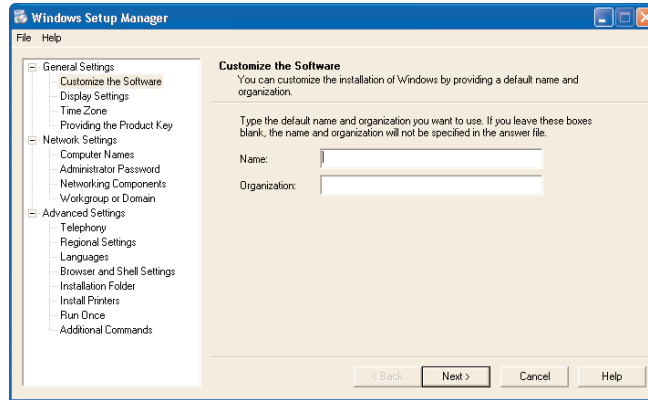 Windows Setup Manager
File Help
General Settings
Customize the Software
Display Settings
Time Zone
Providing the Product Key
Network Settings
Computer Names
Administrator Password
Networking Components
Workgroup or Domain
Advanced Settings
Telephony
Regional Settings
Languages
Browser and Shell Settings
Installation Folder
Install Printers
Run Once
Additional Commands
Customize the Software
You can customize the installation of Windows by providing a default name and
organization.
Type the default name and organization you want to use. If you leave these boxes
blank, the name and organization will not be specified in the answer file.
Name:
Organization:
< Back Next > Cancel Help